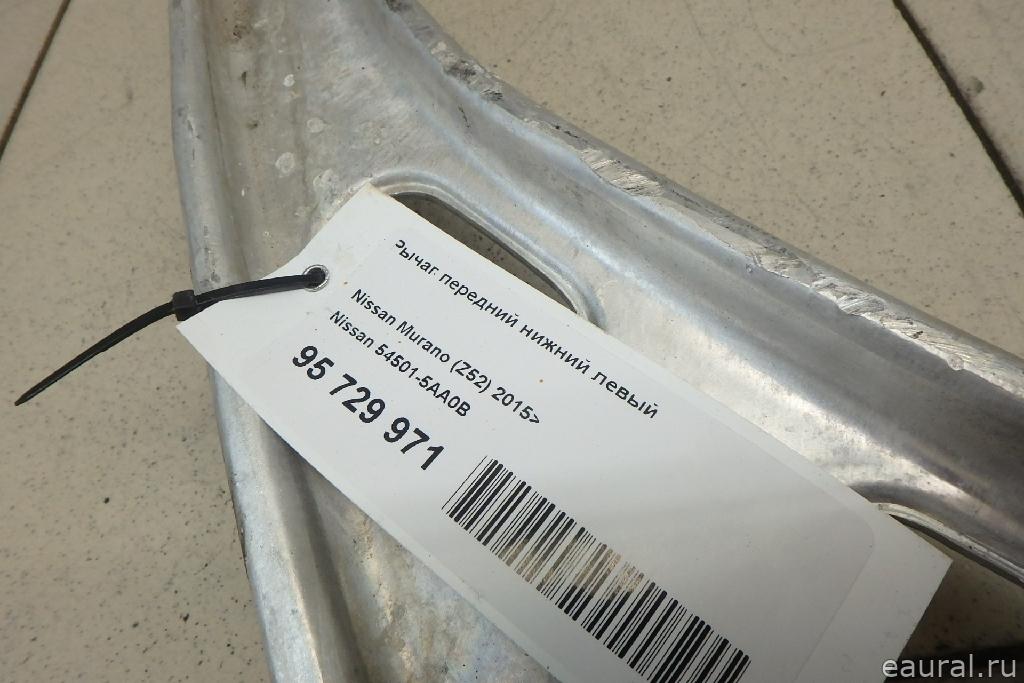 Рычаг передний нижний левый
Nissan Murano (Z52) 2015>
Nissan 54501-5AA0B
95 729 971
eaural.ru